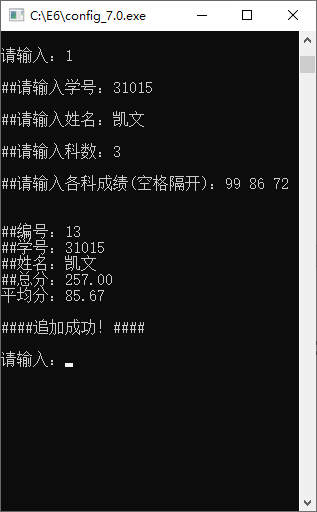 C:\E6\config_7.0.exe
请输入：1
##请输入学号：31015
##请输入姓名：凯文
##请输入科数：3
##请输入各科成绩(空格隔开)：99 86 72
##编号：13
##学号：31015
##姓名：凯文
##总分：257.00
平均分：85.67
####追加成功！####
请输入：